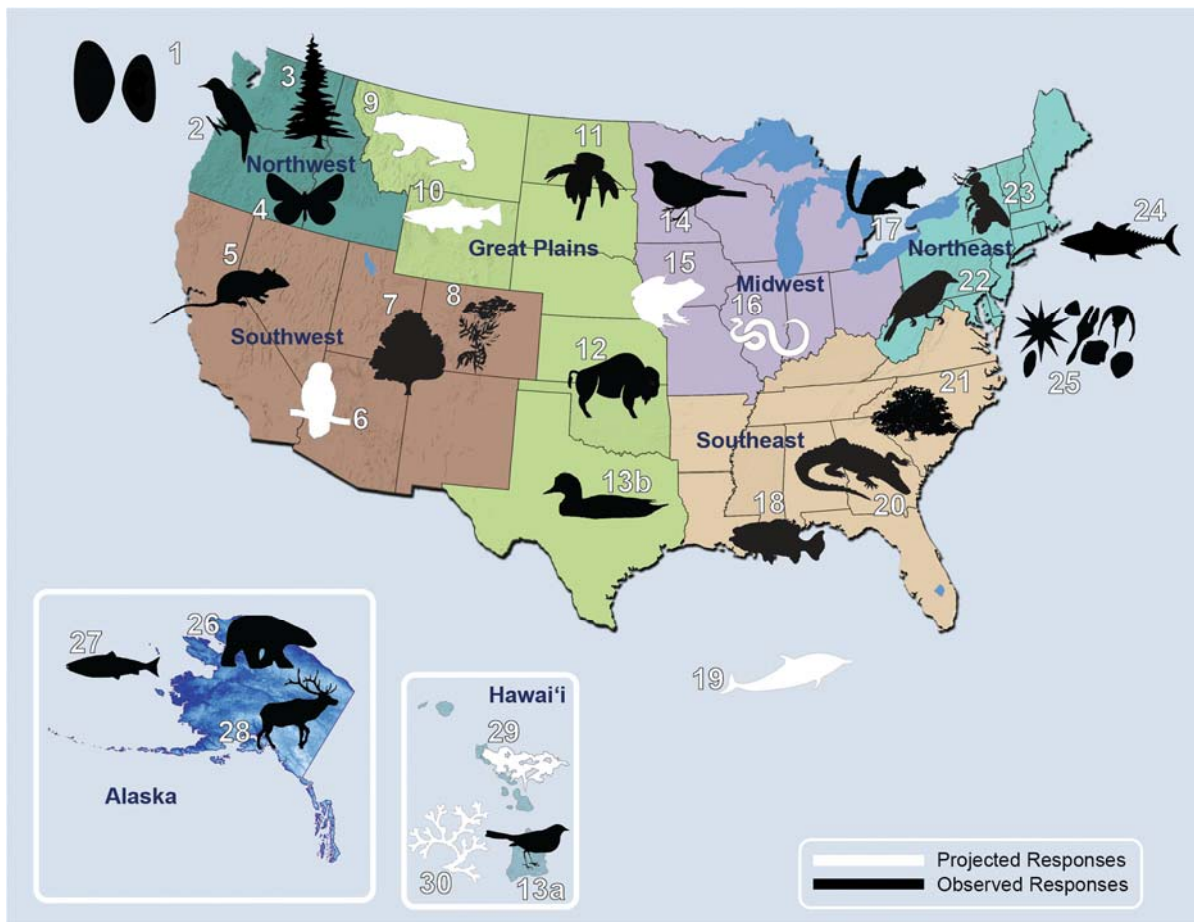 1
2
3
Northwest
4
5
Southwest
6
7
8
9
10
Great Plains
11
12
13b
14
15
Midwest
16
17
Northeast
23
24
22
25
21
Southeast
20
18
19
26
27
28
Alaska
Hawai‘i
29
30
13a
Projected Responses
Observed Responses